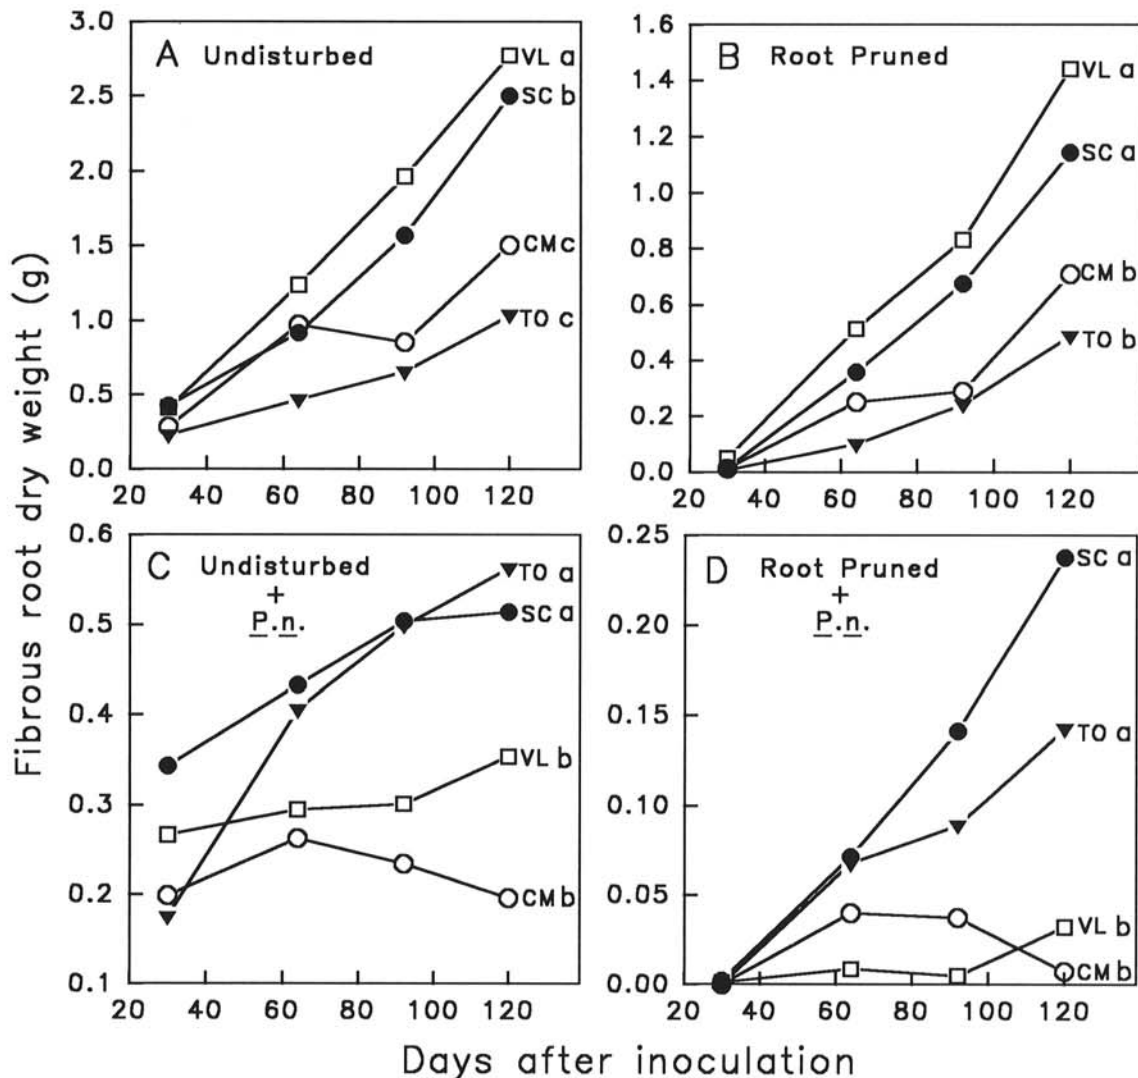 Fibrous root dry weight (g)
A Undisturbed
3.0
2.5
2.0
1.5
1.0
0.5
0.0
20 40 60 80 100 120
VL a
SC b
CM c
TO c
B Root Pruned
1.6
1.4
1.2
1.0
0.8
0.6
0.4
0.2
0.0
20 40 60 80 100 120
VL a
SC a
CM b
TO b
C Undisturbed
+
P.n.
0.6
0.5
0.4
0.3
0.2
0.1
20 40 60 80 100 120
TO a
SC a
VL b
CM b
D Root Pruned
+
P.n.
0.25
0.20
0.15
0.10
0.05
0.00
20 40 60 80 100 120
SC a
TO a
VL b
CM b
Days after inoculation